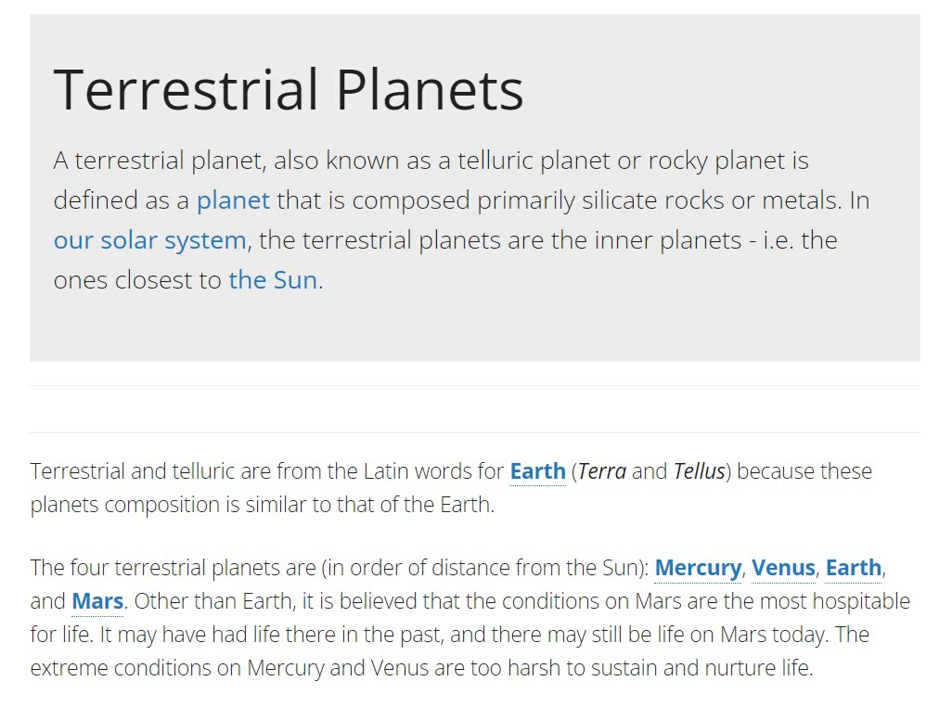 Terrestrial Planets
A terrestrial planet, also known as a telluric planet or rocky planet is
defined as a planet that is composed primarily silicate rocks or metals. In
our solar system, the terrestrial planets are the inner planets - i.e. the
ones closest to the Sun.
Terrestrial and telluric are from the Latin words for Earth (Terra and Tellus) because these
planets composition is similar to that of the Earth.
The four terrestrial planets are (in order of distance from the Sun): Mercury, Venus, Earth,
and Mars. Other than Earth, it is believed that the conditions on Mars are the most hospitable
for life. It may have had life there in the past, and there may still be life on Mars today. The
extreme conditions on Mercury and Venus are too harsh to sustain and nurture life.